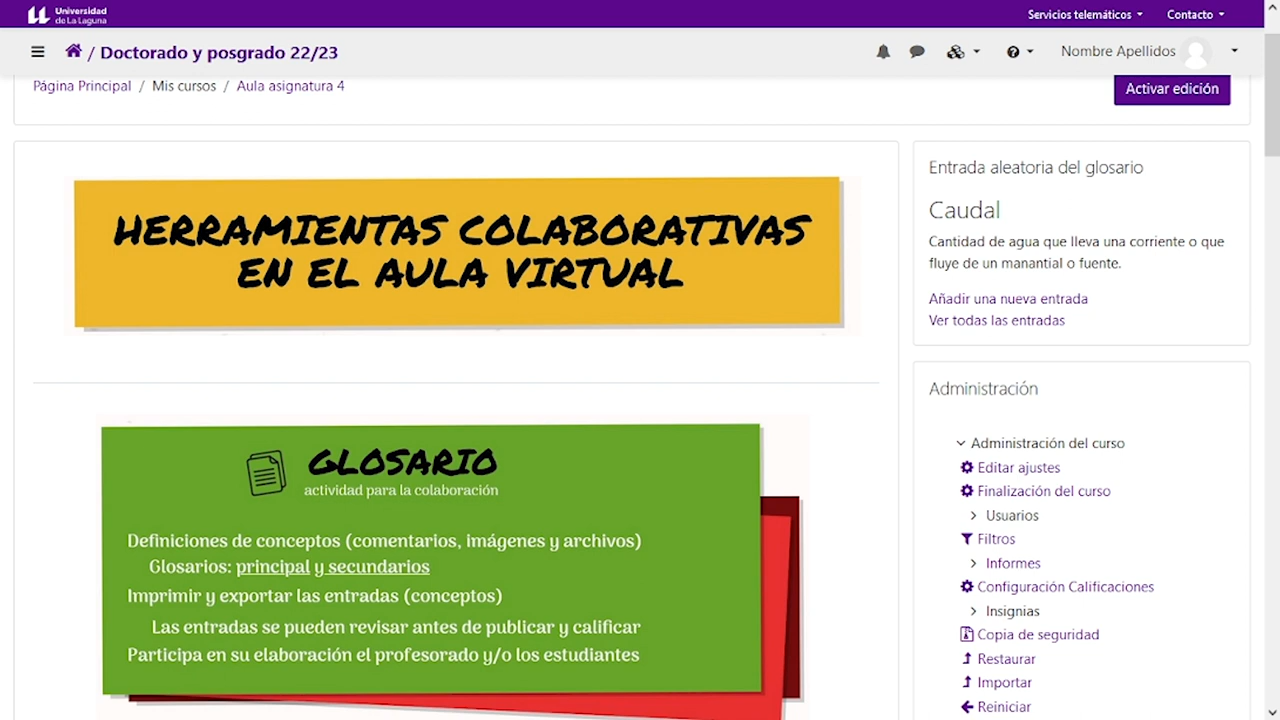 Universidad
de La Laguna
Servicios telemáticos
Contacto
/ Doctorado y posgrado 22/23
Nombre Apellidos
Página Principal / Mis cursos / Aula asignatura 4
Activar edición
HERRAMIENTAS COLABORATIVAS
EN EL AULA VIRTUAL
GLOSARIO
actividad para la colaboración
Definiciones de conceptos (comentarios, imágenes y archivos)
Glosarios: principal y secundarios
Imprimir y exportar las entradas (conceptos)
Las entradas se pueden revisar antes de publicar y calificar
Participa en su elaboración el profesorado y/o los estudiantes
Entrada aleatoria del glosario
Caudal
Cantidad de agua que lleva una corriente o que
fluye de un manantial o fuente.
Añadir una nueva entrada
Ver todas las entradas
Administración
Administración del curso
Editar ajustes
Finalización del curso
Usuarios
Filtros
Informes
Configuración Calificaciones
Insignias
Copia de seguridad
Restaurar
Importar
Reiniciar